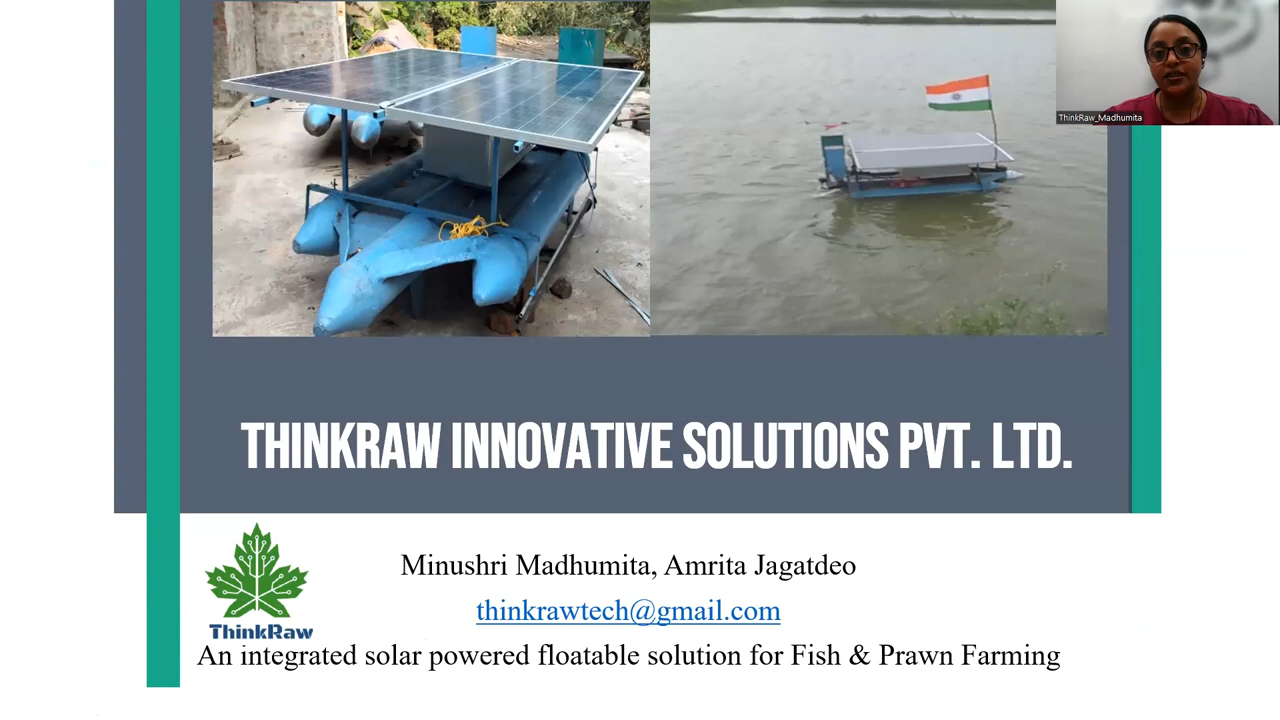 ThinkRaw_Madhumita
THINKRAW INNOVATIVE SOLUTIONS PVT. LTD.
Minushri Madhumita, Amrita Jagatdeo
thinkrawtech@gmail.com
ThinkRaw
An integrated solar powered floatable solution for Fish & Prawn Farming